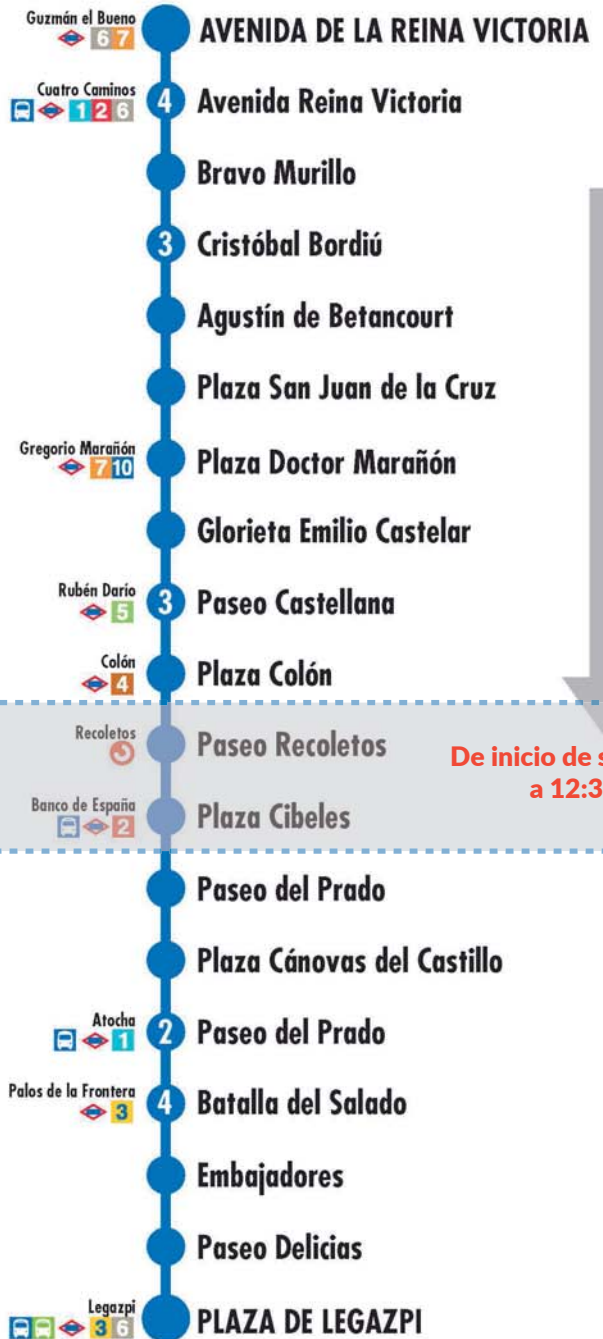 Guzmán el Bueno
6 7
AVENIDA DE LA REINA VICTORIA
Cuatro Caminos
1 2 6
4 Avenida Reina Victoria
Bravo Murillo
3 Cristóbal Bordiú
Agustín de Betancourt
Plaza San Juan de la Cruz
Gregorio Marañón
7 10
Plaza Doctor Marañón
Glorieta Emilio Castelar
Rubén Darío
5
3 Paseo Castellana
Colón
4
Plaza Colón
Recoletos
Paseo Recoletos
De inicio de s
a 12:3
Banco de España
2
Plaza Cibeles
Paseo del Prado
Plaza Cánovas del Castillo
Atocha
1
2 Paseo del Prado
Palos de la Frontera
3
4 Batalla del Salado
Embajadores
Paseo Delicias
Legazpi
3 6
PLAZA DE LEGAZPI